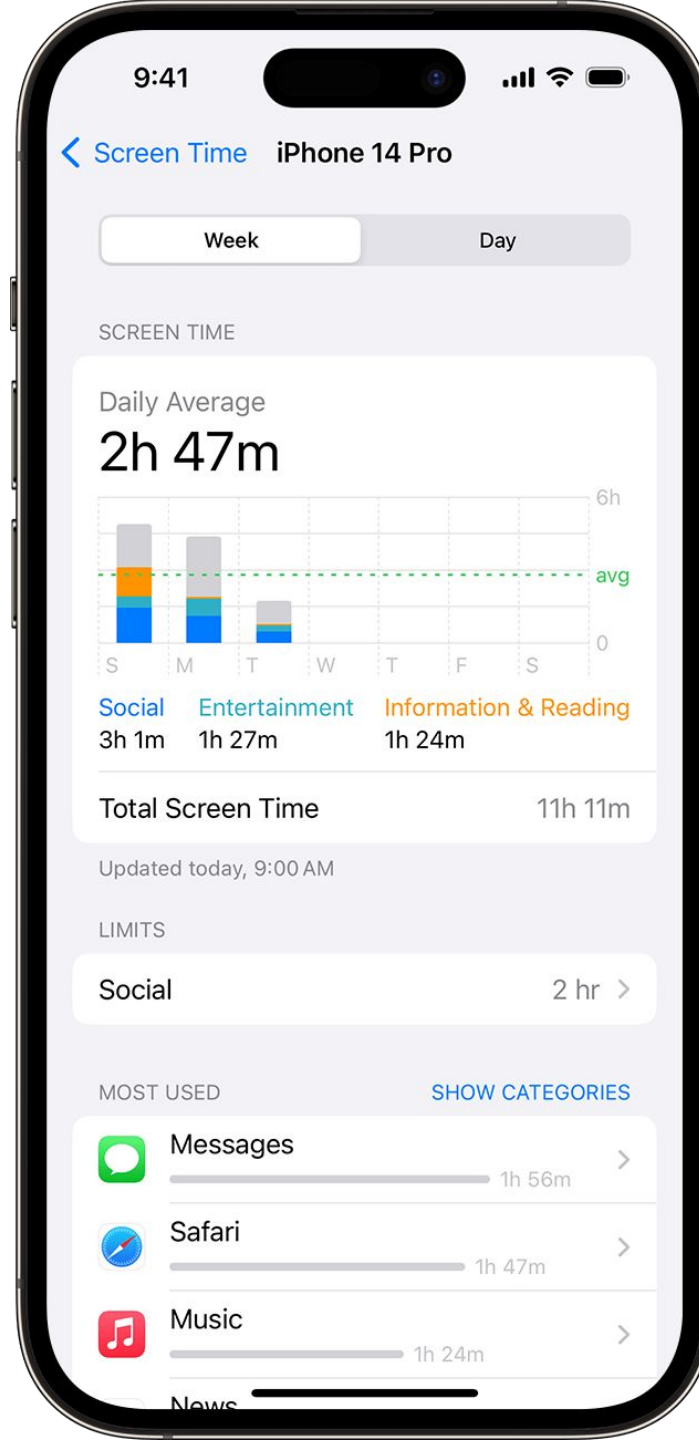 9:41
Screen Time iPhone 14 Pro
Week Day
SCREEN TIME
Daily Average
2h 47m
6h
avg
0
S M T W T F S
Social Entertainment Information & Reading
3h 1m 1h 27m 1h 24m
Total Screen Time 11h 11m
Updated today, 9:00 AM
LIMITS
Social 2 hr
MOST USED SHOW CATEGORIES
Messages
1h 56m
Safari
1h 47m
Music
1h 24m
News